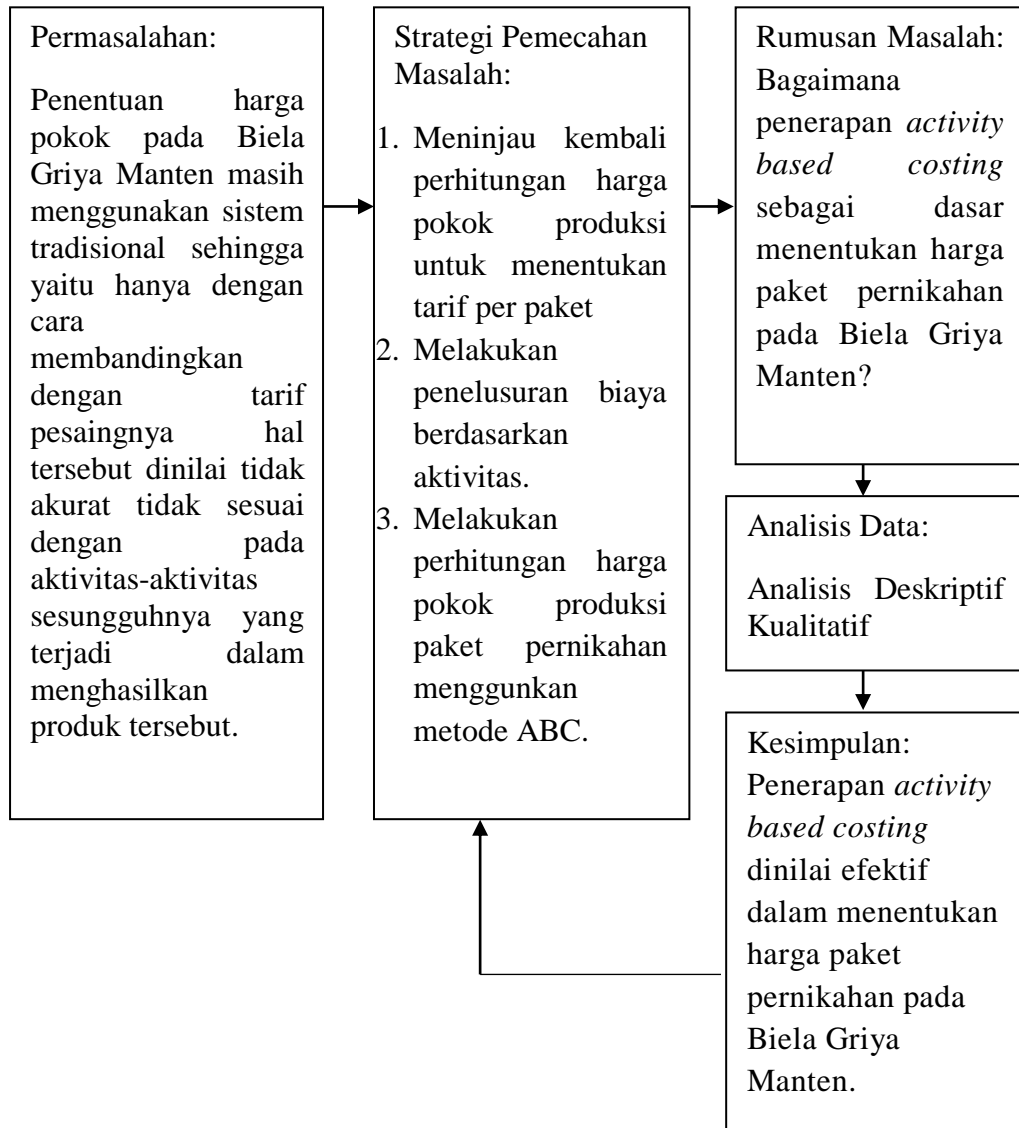 Permasalahan:
Penentuan harga
pokok pada Biela
Griya Manten masih
menggunakan sistem
tradisional sehingga
yaitu hanya dengan
cara
membandingkan
dengan tarif
pesaingnya hal
tersebut dinilai tidak
akurat tidak sesuai
dengan pada
aktivitas-aktivitas
sesungguhnya yang
terjadi dalam
menghasilkan
produk tersebut.
Strategi Pemecahan
Masalah:
1. Meninjau kembali
perhitungan harga
pokok produksi
untuk menentukan
tarif per paket
2. Melakukan
penelusuran biaya
berdasarkan
aktivitas.
3. Melakukan
perhitungan harga
pokok produksi
paket pernikahan
menggunkan
metode ABC.
Rumusan Masalah:
Bagaimana
penerapan activity
based costing
sebagai dasar
menentukan harga
paket pernikahan
pada Biela Griya
Manten?
Analisis Data:
Analisis Deskriptif
Kualitatif
Kesimpulan:
Penerapan activity
based costing
dinilai efektif
dalam menentukan
harga paket
pernikahan pada
Biela Griya
Manten.